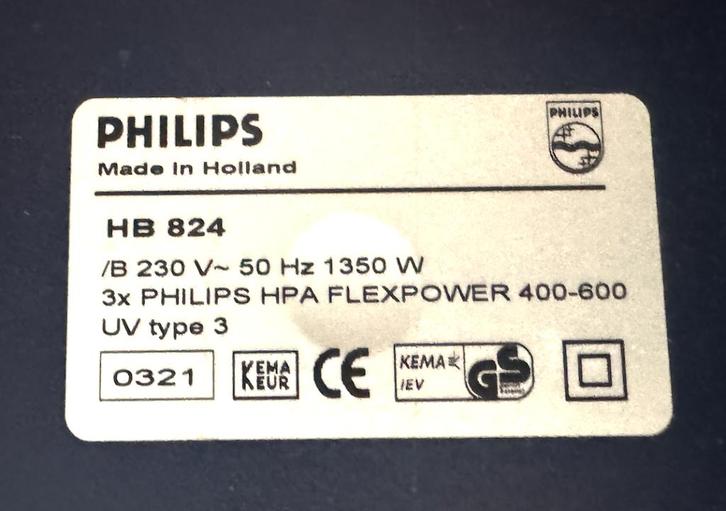 PHILIPS
PHILIPS
Made in Holland
HB 824
/B 230 V~ 50 Hz 1350 W
3x PHILIPS HPA FLEXPOWER 400-600
UV type 3
0321 KEMA KEUR CE KEMA IEV GS